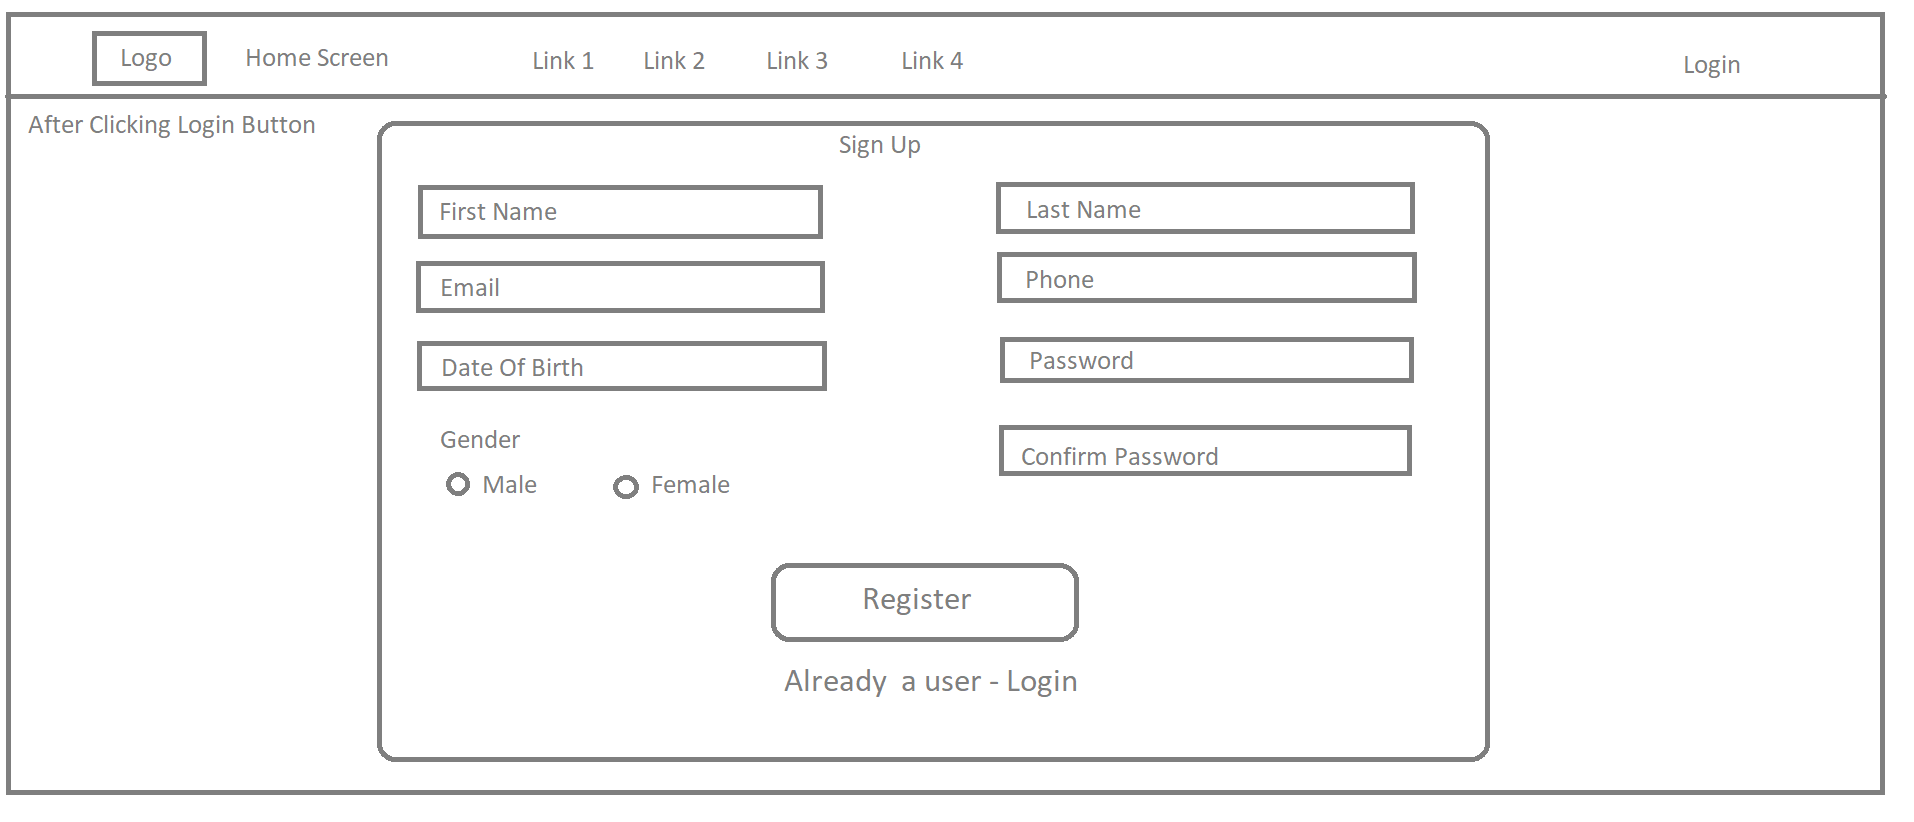 Logo
Home Screen
Link 1
Link 2
Link 3
Link 4
Login
After Clicking Login Button
Sign Up
First Name
Last Name
Email
Phone
Date Of Birth
Password
Gender
Confirm Password
Male
Female
Register
Already  a user - Login